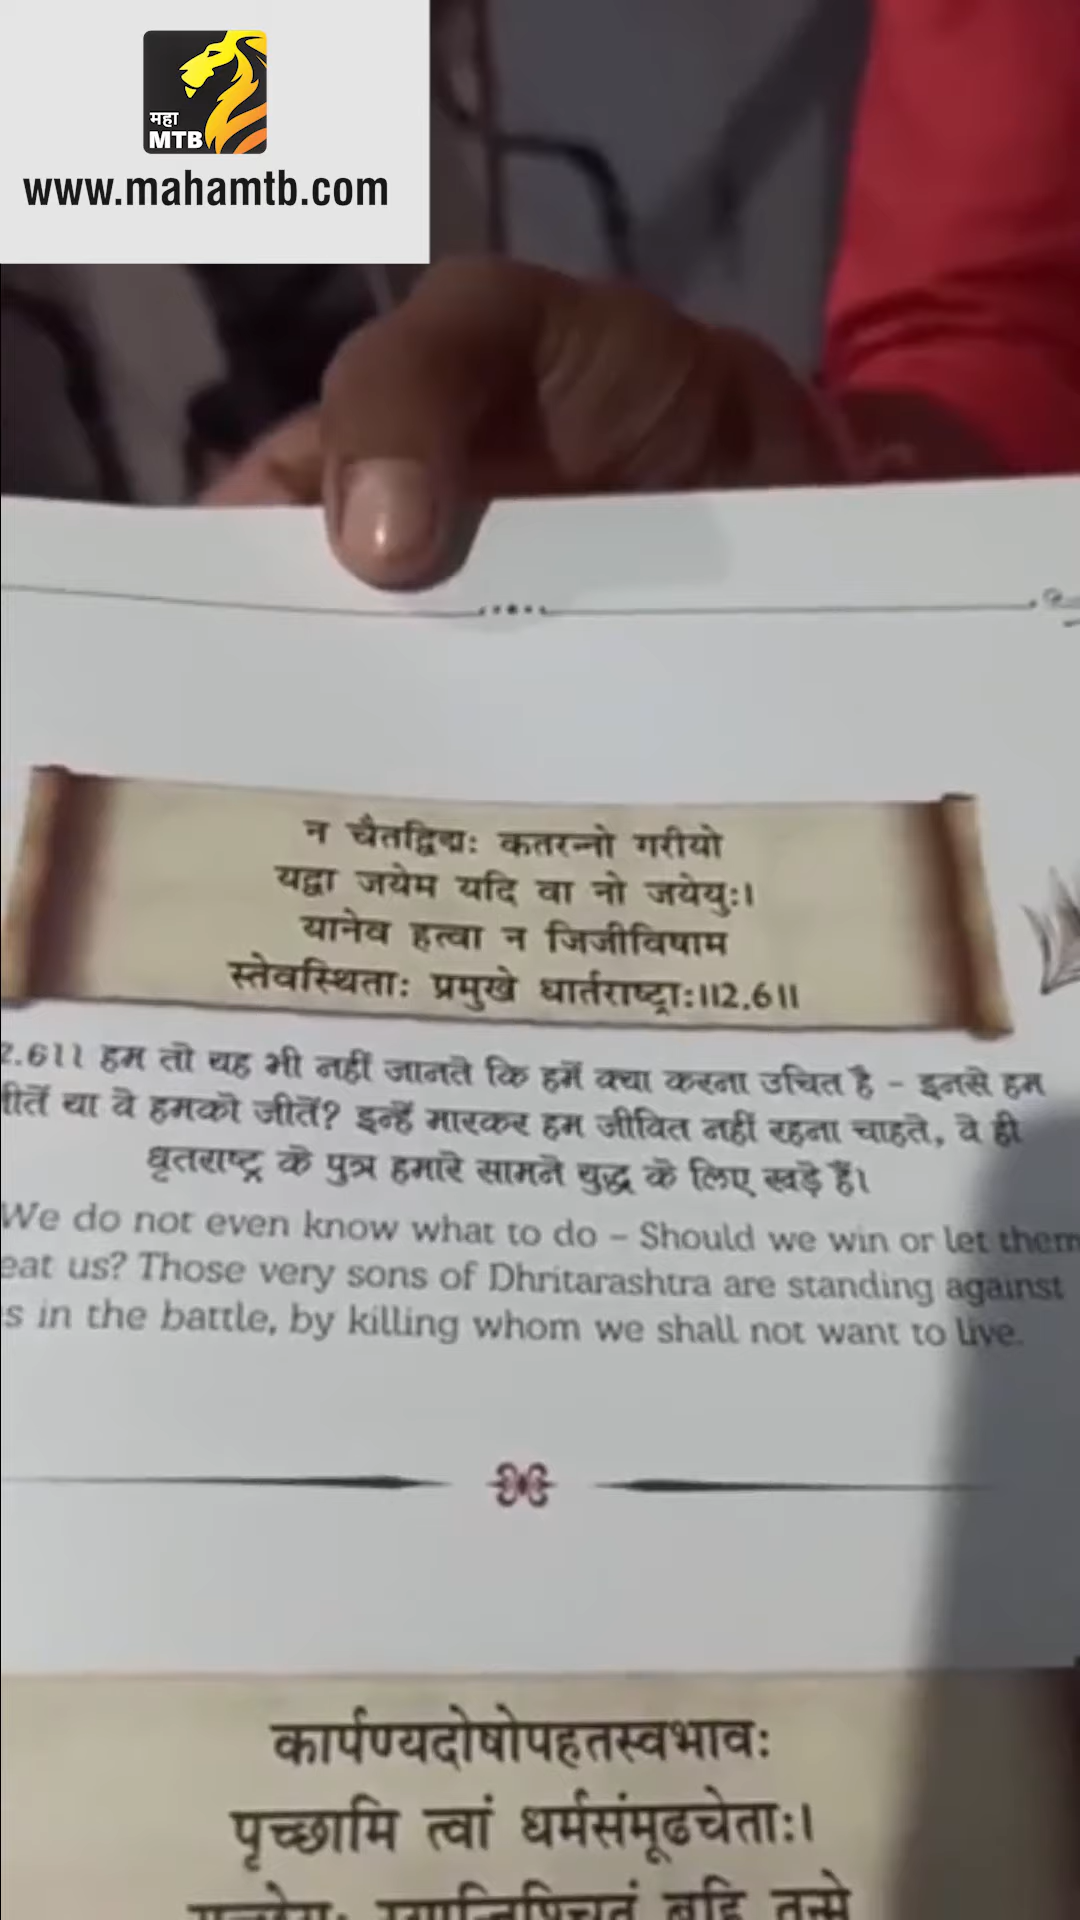 महा
MTB
www.mahamtb.com
न चैतद्विद्मः कतरन्नो गरीयो
यद्वा जयेम यदि वा नो जयेयुः।
यानेव हत्वा न जिजीविषाम
स्तेवस्थिताः प्रमुखे धार्तराष्ट्राः।।2.6।।
2.6।। हम तो यह भी नहीं जानते कि हमें क्या करना उचित है - इनसे हम
ीतें या वे हमको जीतें? इन्हें मारकर हम जीवित नहीं रहना चाहते, वे ही
धृतराष्ट्र के पुत्र हमारे सामने युद्ध के लिए खड़े हैं।
We do not even know what to do – Should we win or let them
eat us? Those very sons of Dhritarashtra are standing against
s in the battle, by killing whom we shall not want to live.
कार्पण्यदोषोपहतस्वभावः
पृच्छामि त्वां धर्मसंमूढचेताः।